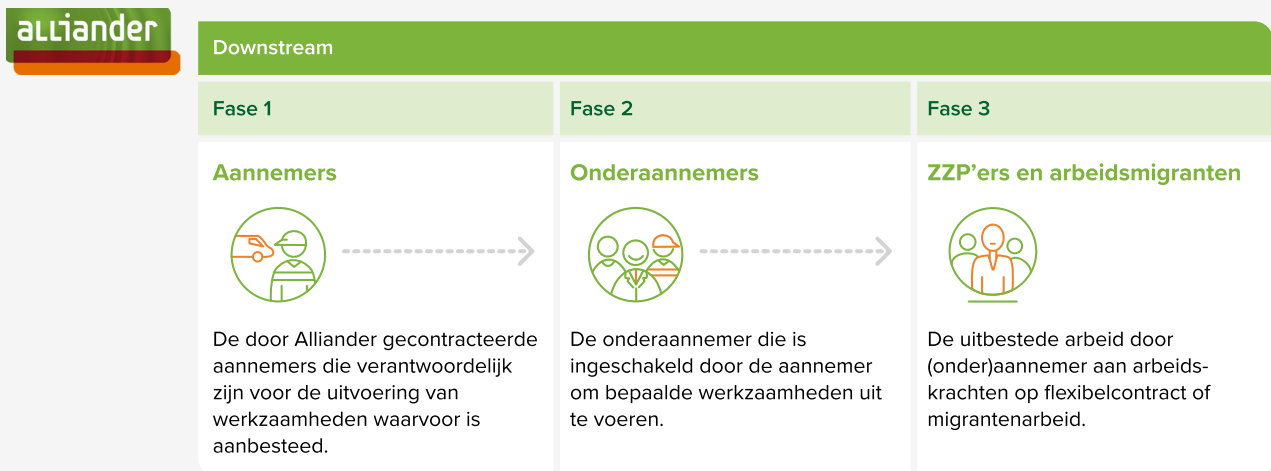 alliander
Downstream
Fase 1
Fase 2
Fase 3
Aannemers
De door Alliander gecontracteerde
aannemers die verantwoordelijk
zijn voor de uitvoering van
werkzaamheden waarvoor is
aanbesteed.
Onderaannemers
De onderaannemer die is
ingeschakeld door de aannemer
om bepaalde werkzaamheden uit
te voeren.
ZZP’ers en arbeidsmigranten
De uitbestede arbeid door
(onder)aannemer aan arbeids-
krachten op flexibelcontract of
migrantenarbeid.